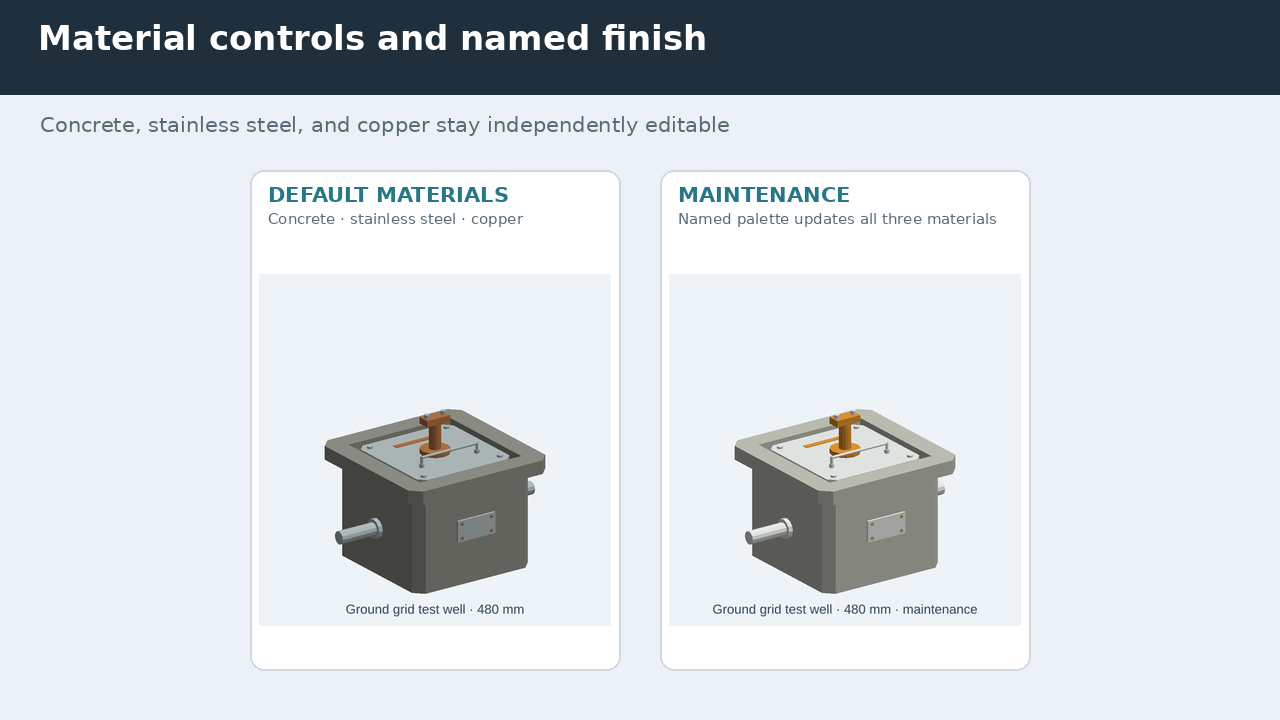 Material controls and named finish
Concrete, stainless steel, and copper stay independently editable
DEFAULT MATERIALS
Concrete · stainless steel · copper
Ground grid test well · 480 mm
MAINTENANCE
Named palette updates all three materials
Ground grid test well · 480 mm · maintenance